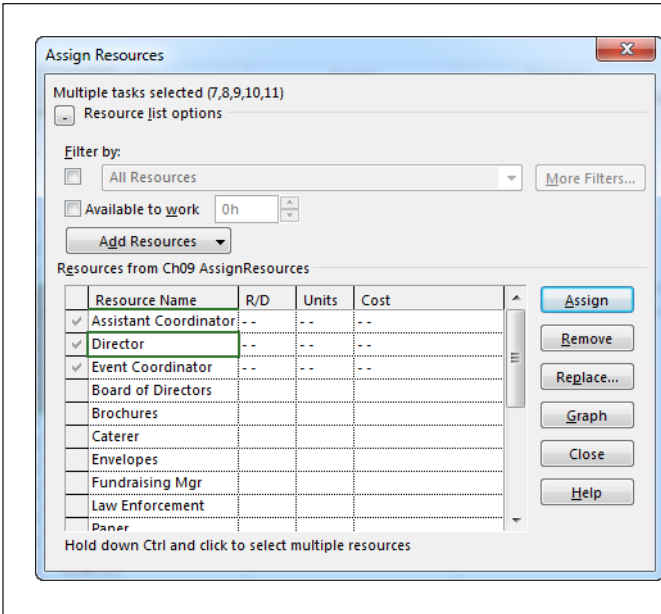 Assign Resources
Multiple tasks selected (7,8,9,10,11)
- Resource list options
Filter by:
All Resources More Filters...
Available to work 0h
Add Resources
Resources from Ch09 AssignResources
Resource Name R/D Units Cost Assign
Assistant Coordinator - - - - - -
Director - - - - - - Remove
Event Coordinator - - - - - -
Board of Directors Replace...
Brochures Graph
Caterer
Envelopes Close
Fundraising Mgr
Law Enforcement Help
Paper
Hold down Ctrl and click to select multiple resources